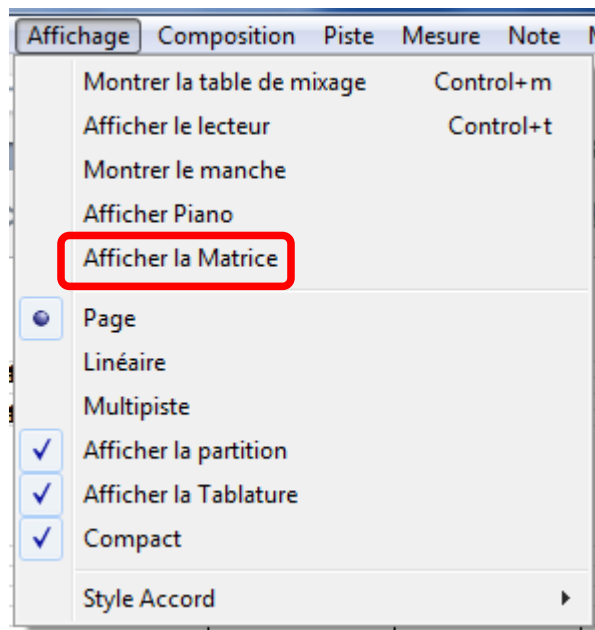 Affichage Composition Piste Mesure Note
Montrer la table de mixage Control+m
Afficher le lecteur Control+t
Montrer le manche
Afficher Piano
Afficher la Matrice
Page
Linéaire
Multipiste
Afficher la partition
Afficher la Tablature
Compact
Style Accord